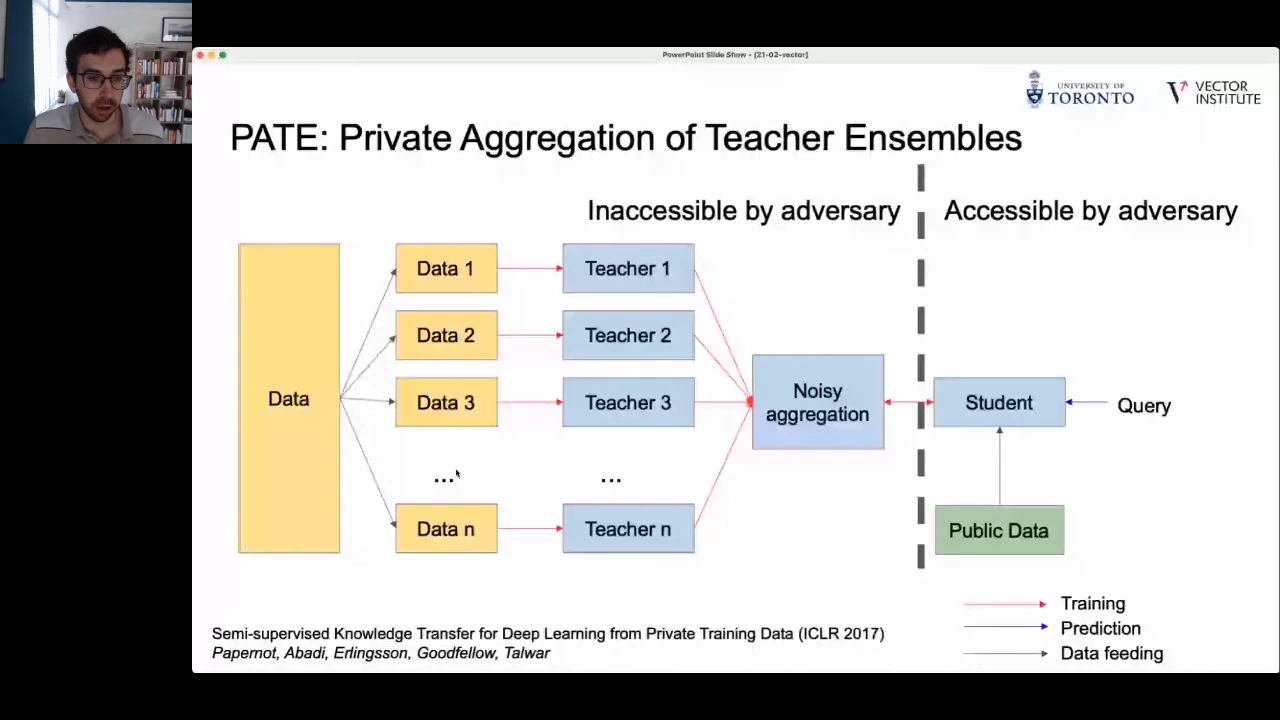 PowerPoint Slide Show - [21-02-vector]
UNIVERSITY OF
TORONTO
VECTOR
INSTITUTE
PATE: Private Aggregation of Teacher Ensembles
Inaccessible by adversary
Accessible by adversary
Data
Data 1
Teacher 1
Data 2
Teacher 2
Data 3
Teacher 3
...
...
Data n
Teacher n
Noisy
aggregation
Student
Query
Public Data
Training
Prediction
Data feeding
Semi-supervised Knowledge Transfer for Deep Learning from Private Training Data (ICLR 2017)
Papernot, Abadi, Erlingsson, Goodfellow, Talwar